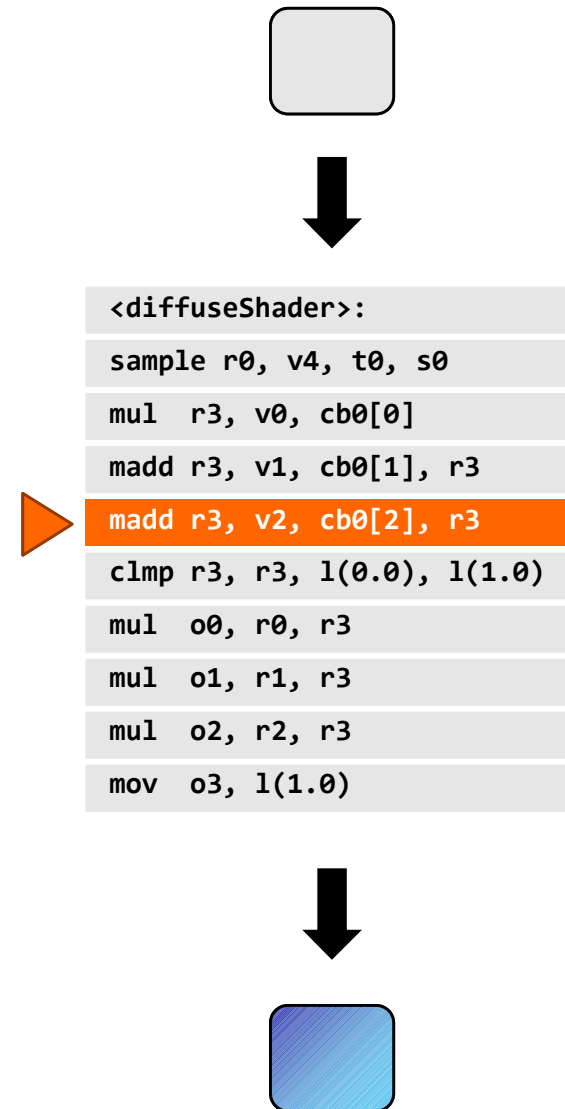 <diffuseShader>:
sample r0, v4, t0, s0
mul  r3, v0, cb0[0]
madd r3, v1, cb0[1], r3
madd r3, v2, cb0[2], r3
clmp r3, r3, l(0.0), l(1.0)
mul  o0, r0, r3
mul  o1, r1, r3
mul  o2, r2, r3
mov  o3, l(1.0)